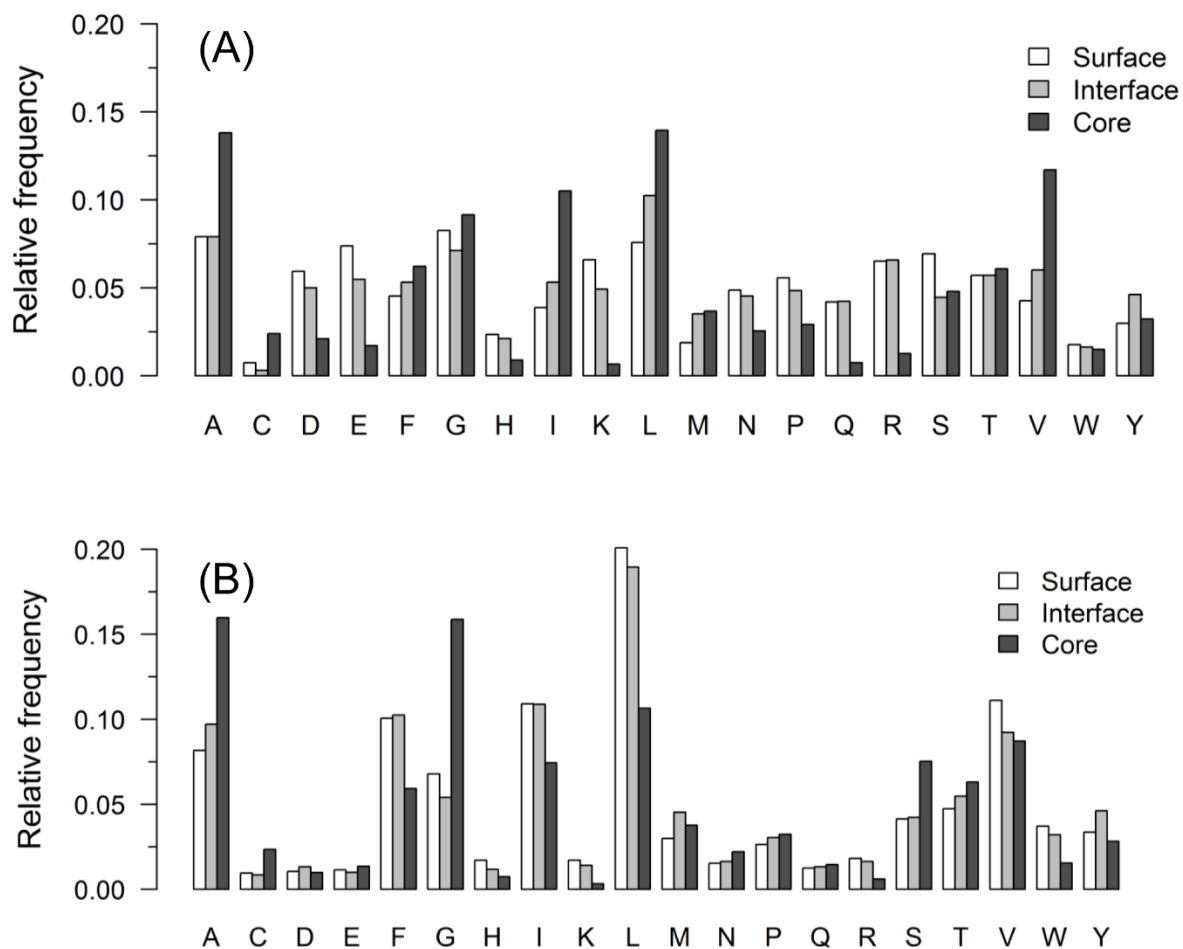 (A)
Relative frequency
0.20
0.15
0.10
0.05
0.00
Surface
Interface
Core
A C D E F G H I K L M N P Q R S T V W Y
(B)
Relative frequency
0.20
0.15
0.10
0.05
0.00
Surface
Interface
Core
A C D E F G H I K L M N P Q R S T V W Y